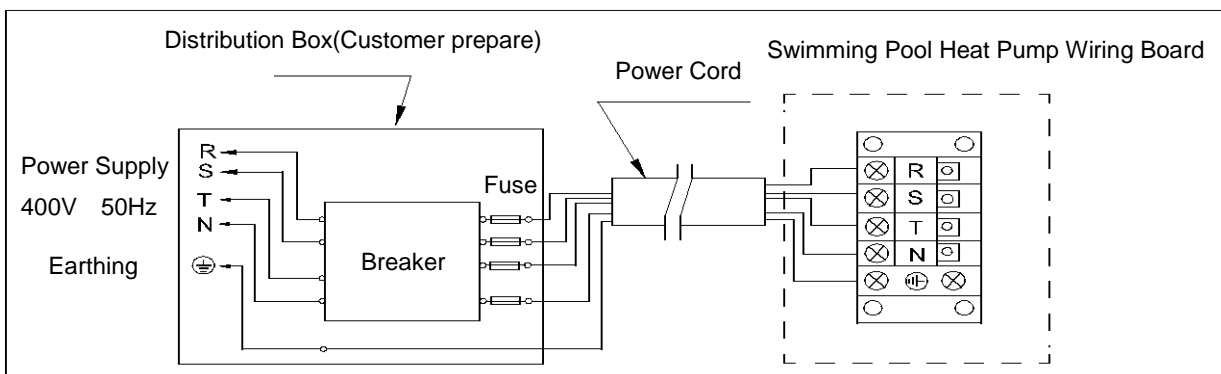 Distribution Box(Customer prepare)
Power Cord
Swimming Pool Heat Pump Wiring Board
Power Supply
400V 50Hz
Earthing
R
S
T
N
Fuse
Breaker
R
S
T
N